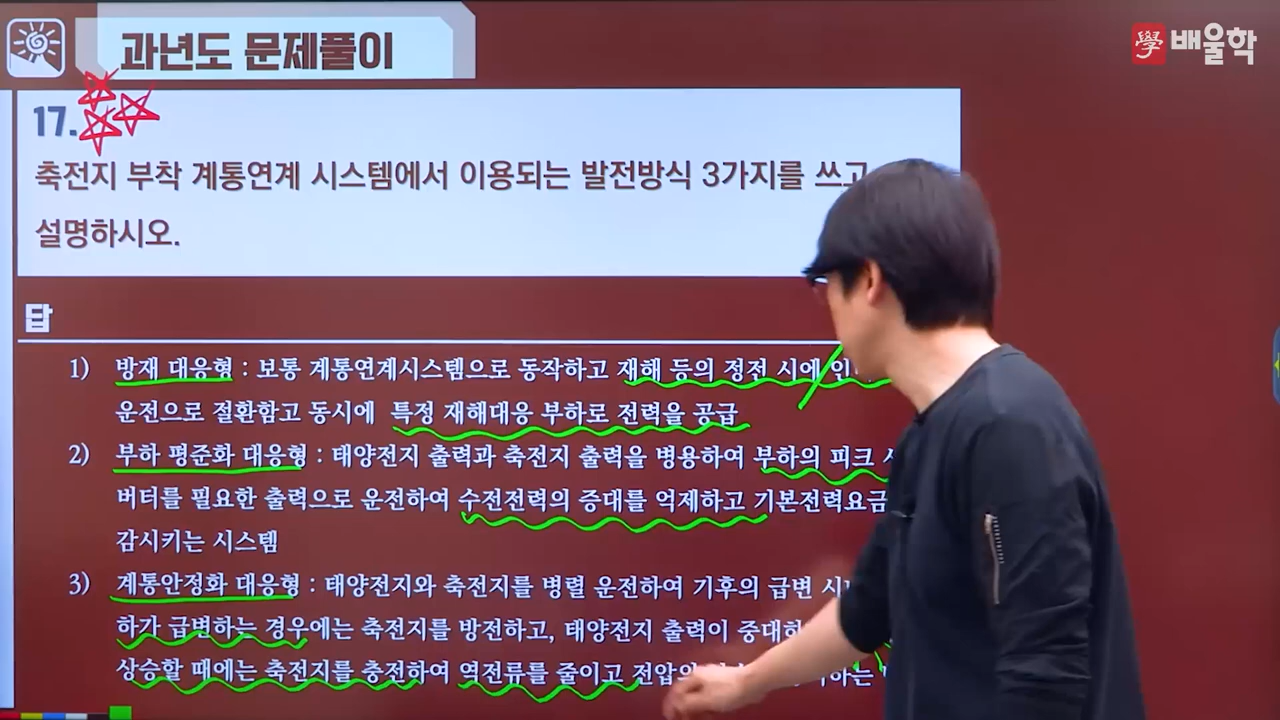 과년도 문제풀이
學 배울학
17.
축전지 부착 계통연계 시스템에서 이용되는 발전방식 3가지를 쓰고
설명하시오.
답
1) 방재 대응형 : 보통 계통연계시스템으로 동작하고 재해 등의 정전 시에
운전으로 절환함고 동시에 특정 재해대응 부하로 전력을 공급
2) 부하 평준화 대응형 : 태양전지 출력과 축전지 출력을 병용하여 부하의 피크
버터를 필요한 출력으로 운전하여 수전전력의 증대를 억제하고 기본전력요금
감시키는 시스템
3) 계통안정화 대응형 : 태양전지와 축전지를 병렬 운전하여 기후의 급변
하가 급변하는 경우에는 축전지를 방전하고, 태양전지 출력이
상승할 때에는 축전지를 충전하여 역전류를 줄이고